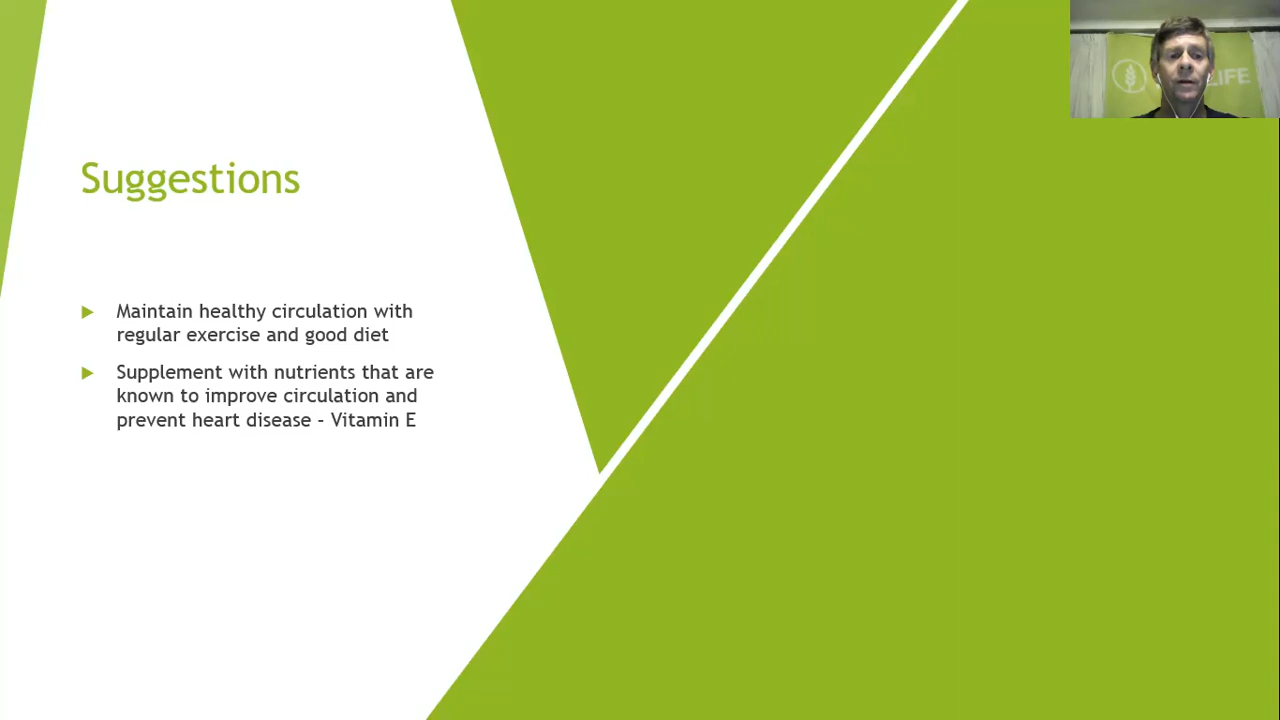 Suggestions
Maintain healthy circulation with
regular exercise and good diet
Supplement with nutrients that are
known to improve circulation and
prevent heart disease - Vitamin E